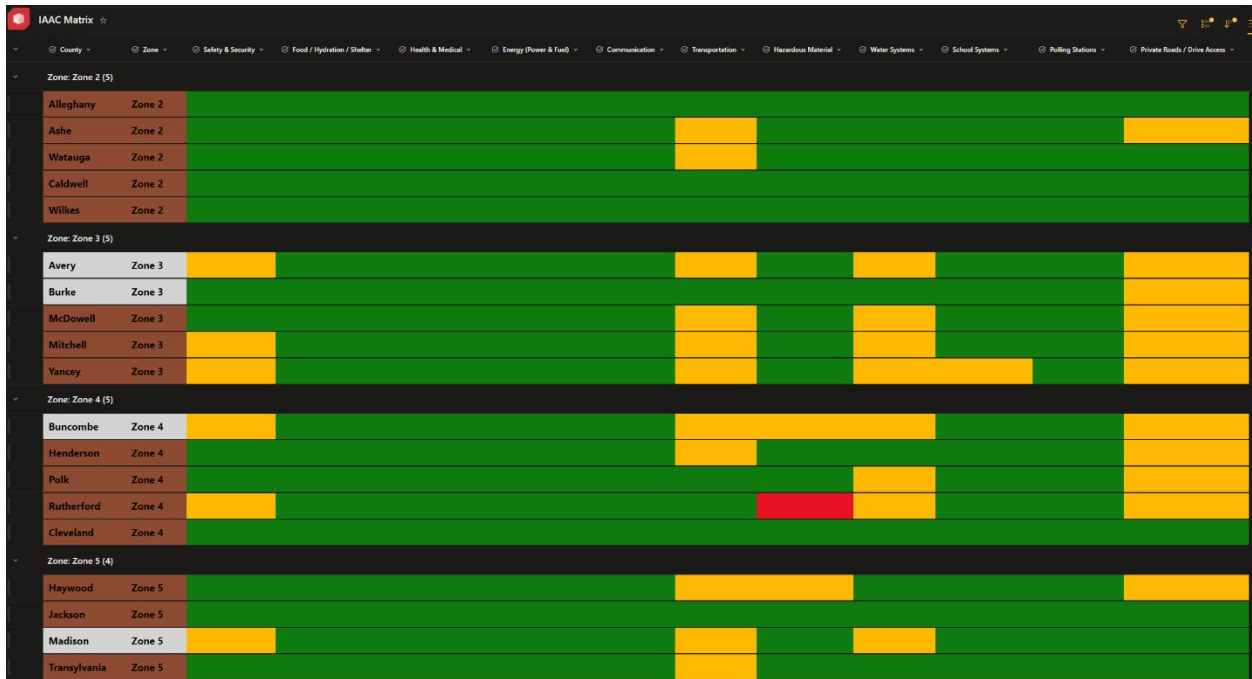 IAAC Matrix
County Zone Safety & Security Food / Hydration / Shelter Health & Medical Energy (Power & Fuel) Communication Transportation Hazardous Material Water Systems School Systems Polling Stations Private Roads / Drive Access
Zone: Zone 2 (5)
Alleghany Zone 2
Ashe Zone 2
Watauga Zone 2
Caldwell Zone 2
Wilkes Zone 2
Zone: Zone 3 (5)
Avery Zone 3
Burke Zone 3
McDowell Zone 3
Mitchell Zone 3
Yancey Zone 3
Zone: Zone 4 (5)
Buncombe Zone 4
Henderson Zone 4
Polk Zone 4
Rutherford Zone 4
Cleveland Zone 4
Zone: Zone 5 (4)
Haywood Zone 5
Jackson Zone 5
Madison Zone 5
Transylvania Zone 5